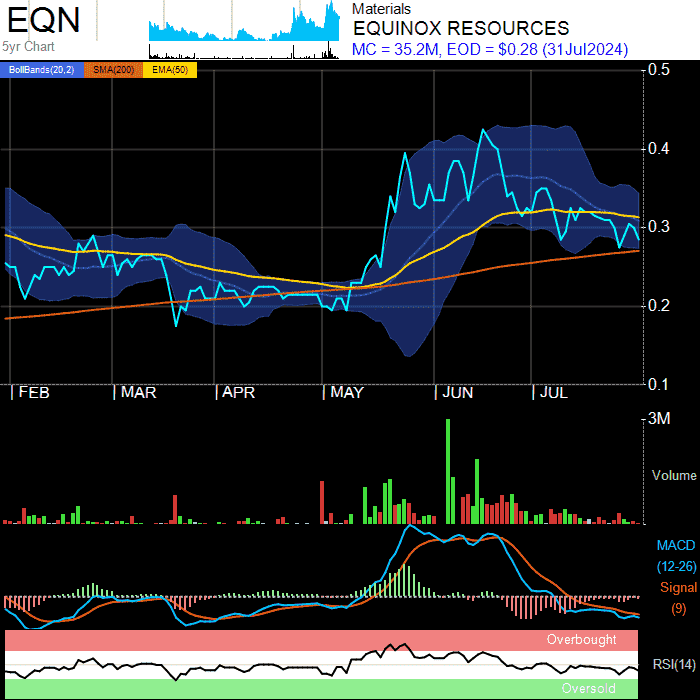 EQN
5yr Chart
Materials
EQUINOX RESOURCES
MC = 35.2M, EOD = $0.28 (31Jul2024)
BollBands(20,2) SMA(200) EMA(50)
0.5
0.4
0.3
0.2
0.1
FEB MAR APR MAY JUN JUL
3M
Volume
MACD
(12-26)
Signal
(9)
Overbought
RSI(14)
Oversold